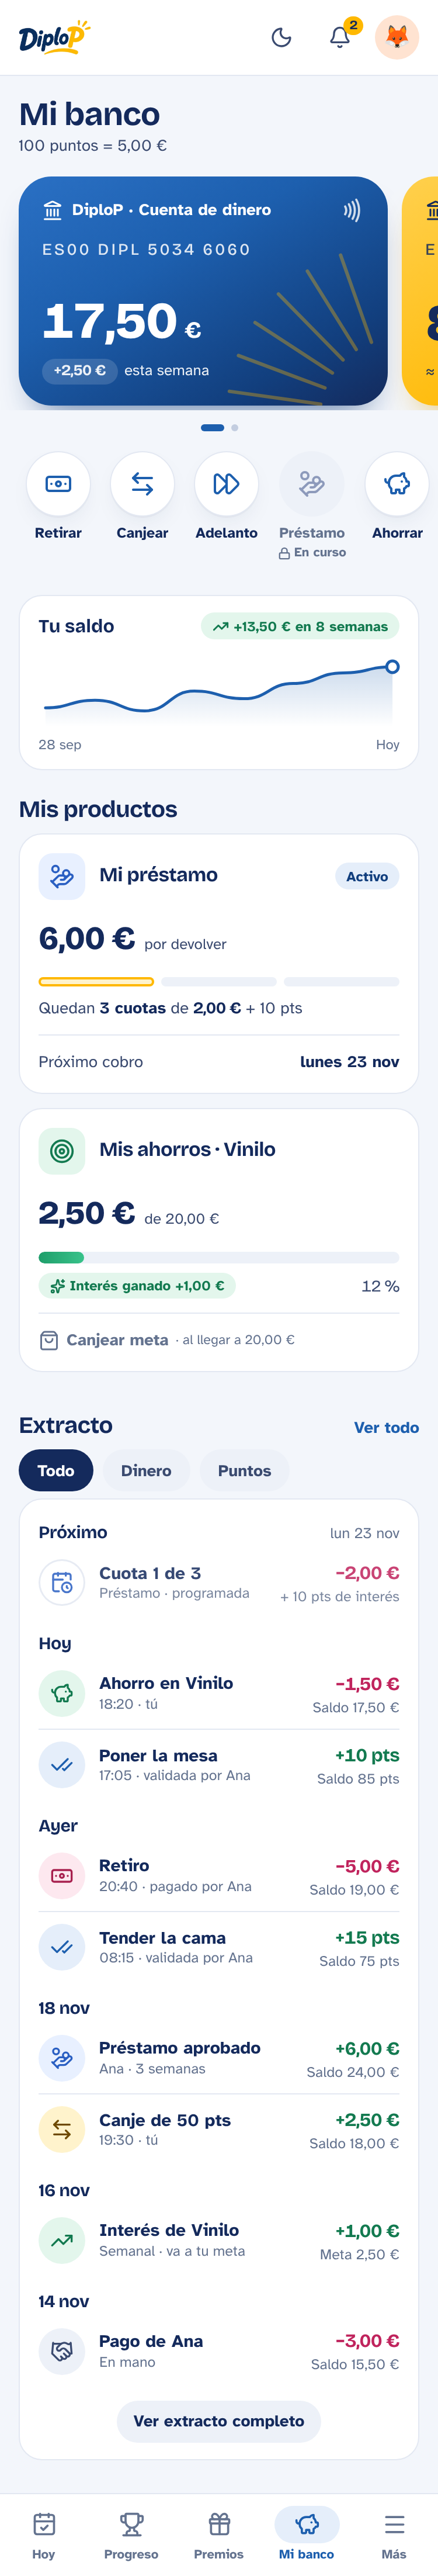 DiploP
2
Mi banco
100 puntos = 5,00 €
DiploP · Cuenta de dinero
ES00 DIPL 5034 6060
E
17,50 €
+2,50 € esta semana
≈
Retirar
Canjear
Adelanto
Préstamo
Ahorrar
En curso
Tu saldo
+13,50 € en 8 semanas
28 sep
Hoy
Mis productos
Mi préstamo
Activo
6,00 € por devolver
Quedan 3 cuotas de 2,00 € + 10 pts
Próximo cobro
lunes 23 nov
Mis ahorros · Vinilo
2,50 € de 20,00 €
Interés ganado +1,00 €
12 %
Canjear meta · al llegar a 20,00 €
Extracto
Ver todo
Todo
Dinero
Puntos
Próximo
lun 23 nov
Cuota 1 de 3
−2,00 €
Préstamo · programada
+ 10 pts de interés
Hoy
Ahorro en Vinilo
−1,50 €
18:20 · tú
Saldo 17,50 €
Poner la mesa
+10 pts
17:05 · validada por Ana
Saldo 85 pts
Ayer
Retiro
−5,00 €
20:40 · pagado por Ana
Saldo 19,00 €
Tender la cama
+15 pts
08:15 · validada por Ana
Saldo 75 pts
18 nov
Préstamo aprobado
+6,00 €
Ana · 3 semanas
Saldo 24,00 €
Canje de 50 pts
+2,50 €
19:30 · tú
Saldo 18,00 €
16 nov
Interés de Vinilo
+1,00 €
Semanal · va a tu meta
Meta 2,50 €
14 nov
Pago de Ana
−3,00 €
En mano
Saldo 15,50 €
Ver extracto completo
Hoy
Progreso
Premios
Mi banco
Más